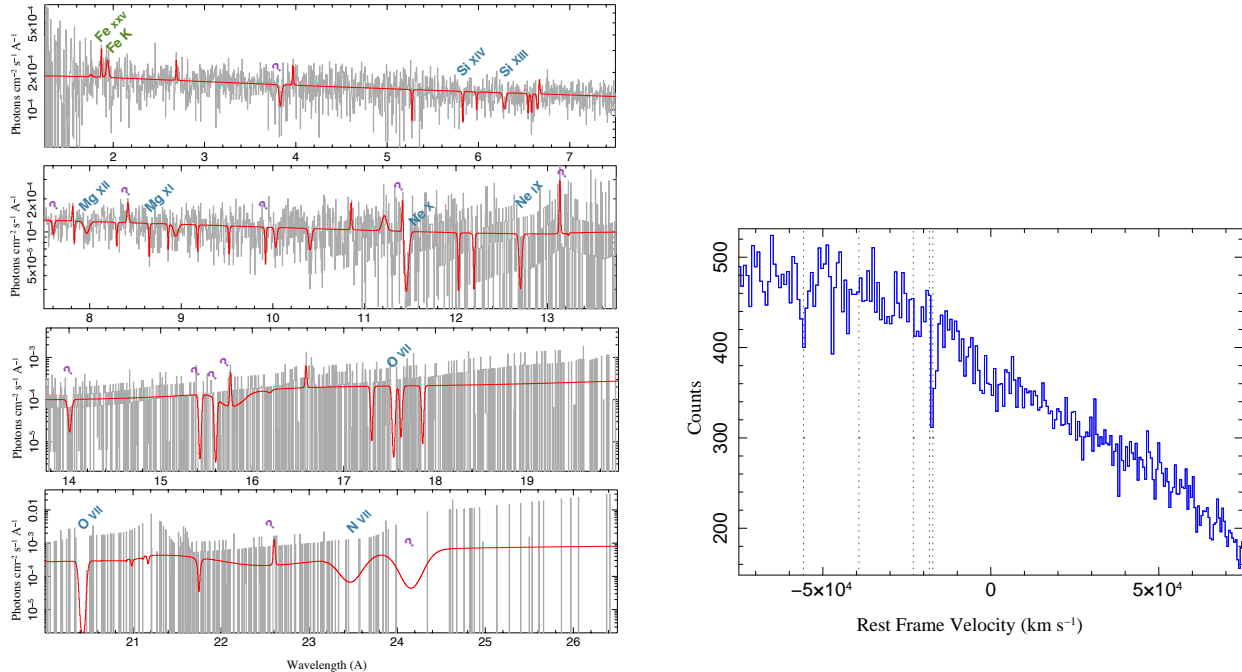 5×10⁻⁴
2×10⁻⁴
10⁻⁴
Photons cm⁻² s⁻¹ A⁻¹
Fe XXV
Fe K
?
Si XIV
Si XIII
2 3 4 5 6 7
2×10⁻⁴
10⁻⁴
5×10⁻⁵
Photons cm⁻² s⁻¹ A⁻¹
?
Mg XII
?
Mg XI
?
?
Ne X
Ne IX
?
8 9 10 11 12 13
10⁻³
10⁻⁴
10⁻⁵
Photons cm⁻² s⁻¹ A⁻¹
?
?
?
?
O VII
14 15 16 17 18 19
0.01
10⁻³
10⁻⁴
10⁻⁵
Photons cm⁻² s⁻¹ A⁻¹
O VII
?
N VII
?
21 22 23 24 25 26
Wavelength (A)
500
400
300
200
Counts
−5×10⁴ 0 5×10⁴
Rest Frame Velocity (km s⁻¹)